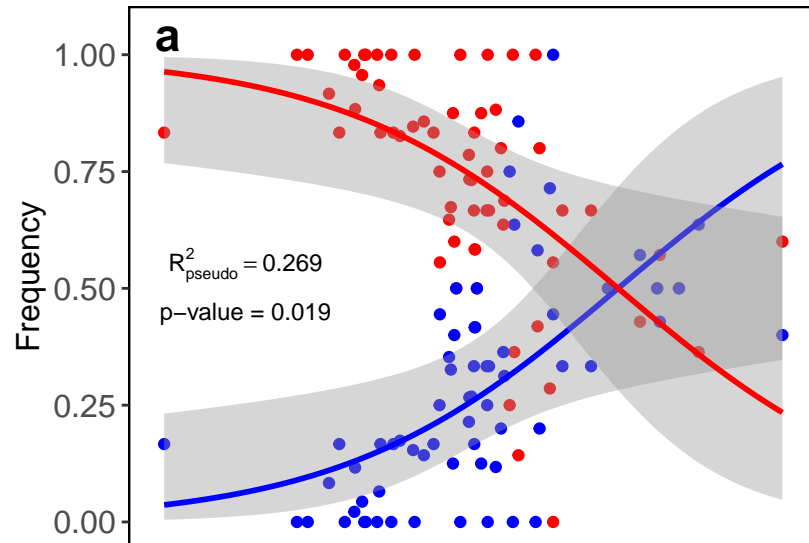 a
1.00
0.75
0.50
0.25
0.00
Frequency
R²pseudo = 0.269
p−value = 0.019